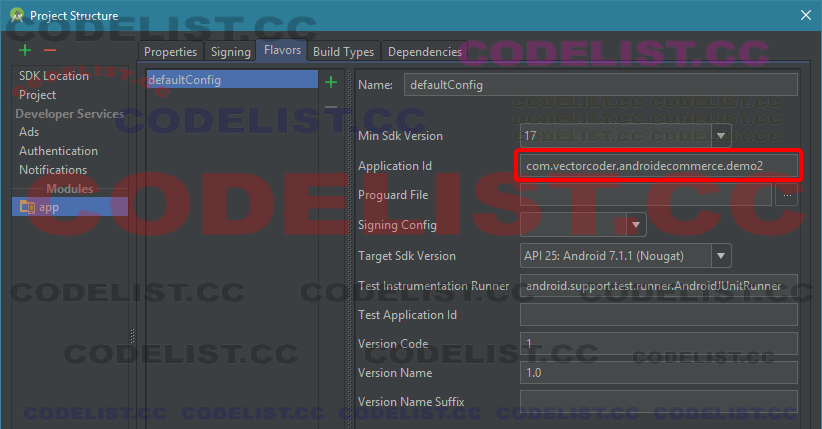 Project Structure
CODELIST.CC
Properties Signing Flavors Build Types Dependencies
CODELIST.CC
SDK Location
Project
Developer Services
Ads
Authentication
Notifications
Modules
app
defaultConfig
Name: defaultConfig
CODELIST.CC CODELIST.CC
CODELIST.CC
Min Sdk Version 17
Application Id com.vectorcoder.androidecommerce.demo2
Proguard File ...
CODELIST.CC
Signing Config
Target Sdk Version API 25: Android 7.1.1 (Nougat)
Test Instrumentation Runner android.support.test.runner.AndroidJUnitRunner
CODELIST.CC CODELIST.CC CODELIST.CC
Test Application Id
Version Code 1
CODELIST.CC CODELIST.CC CODELIST.CC
Version Name 1.0
Version Name Suffix
CODELIST.CC CODELIST.CC CODELIST.CC CODELIST.CC CODELIST.CC